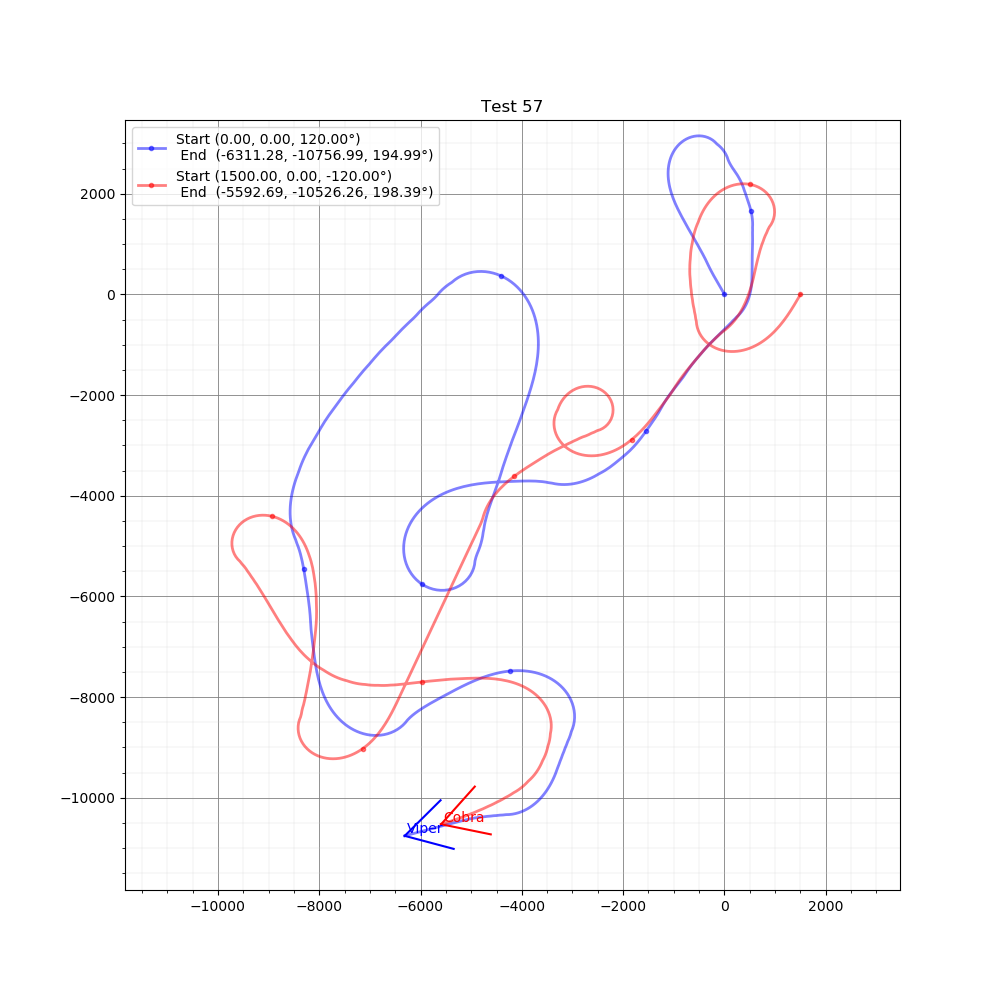 Test 57
Start (0.00, 0.00, 120.00°)
End  (-6311.28, -10756.99, 194.99°)
Start (1500.00, 0.00, -120.00°)
End  (-5592.69, -10526.26, 198.39°)
2000
0
−2000
−4000
−6000
−8000
−10000
Cobra
Viper
−10000 −8000 −6000 −4000 −2000 0 2000